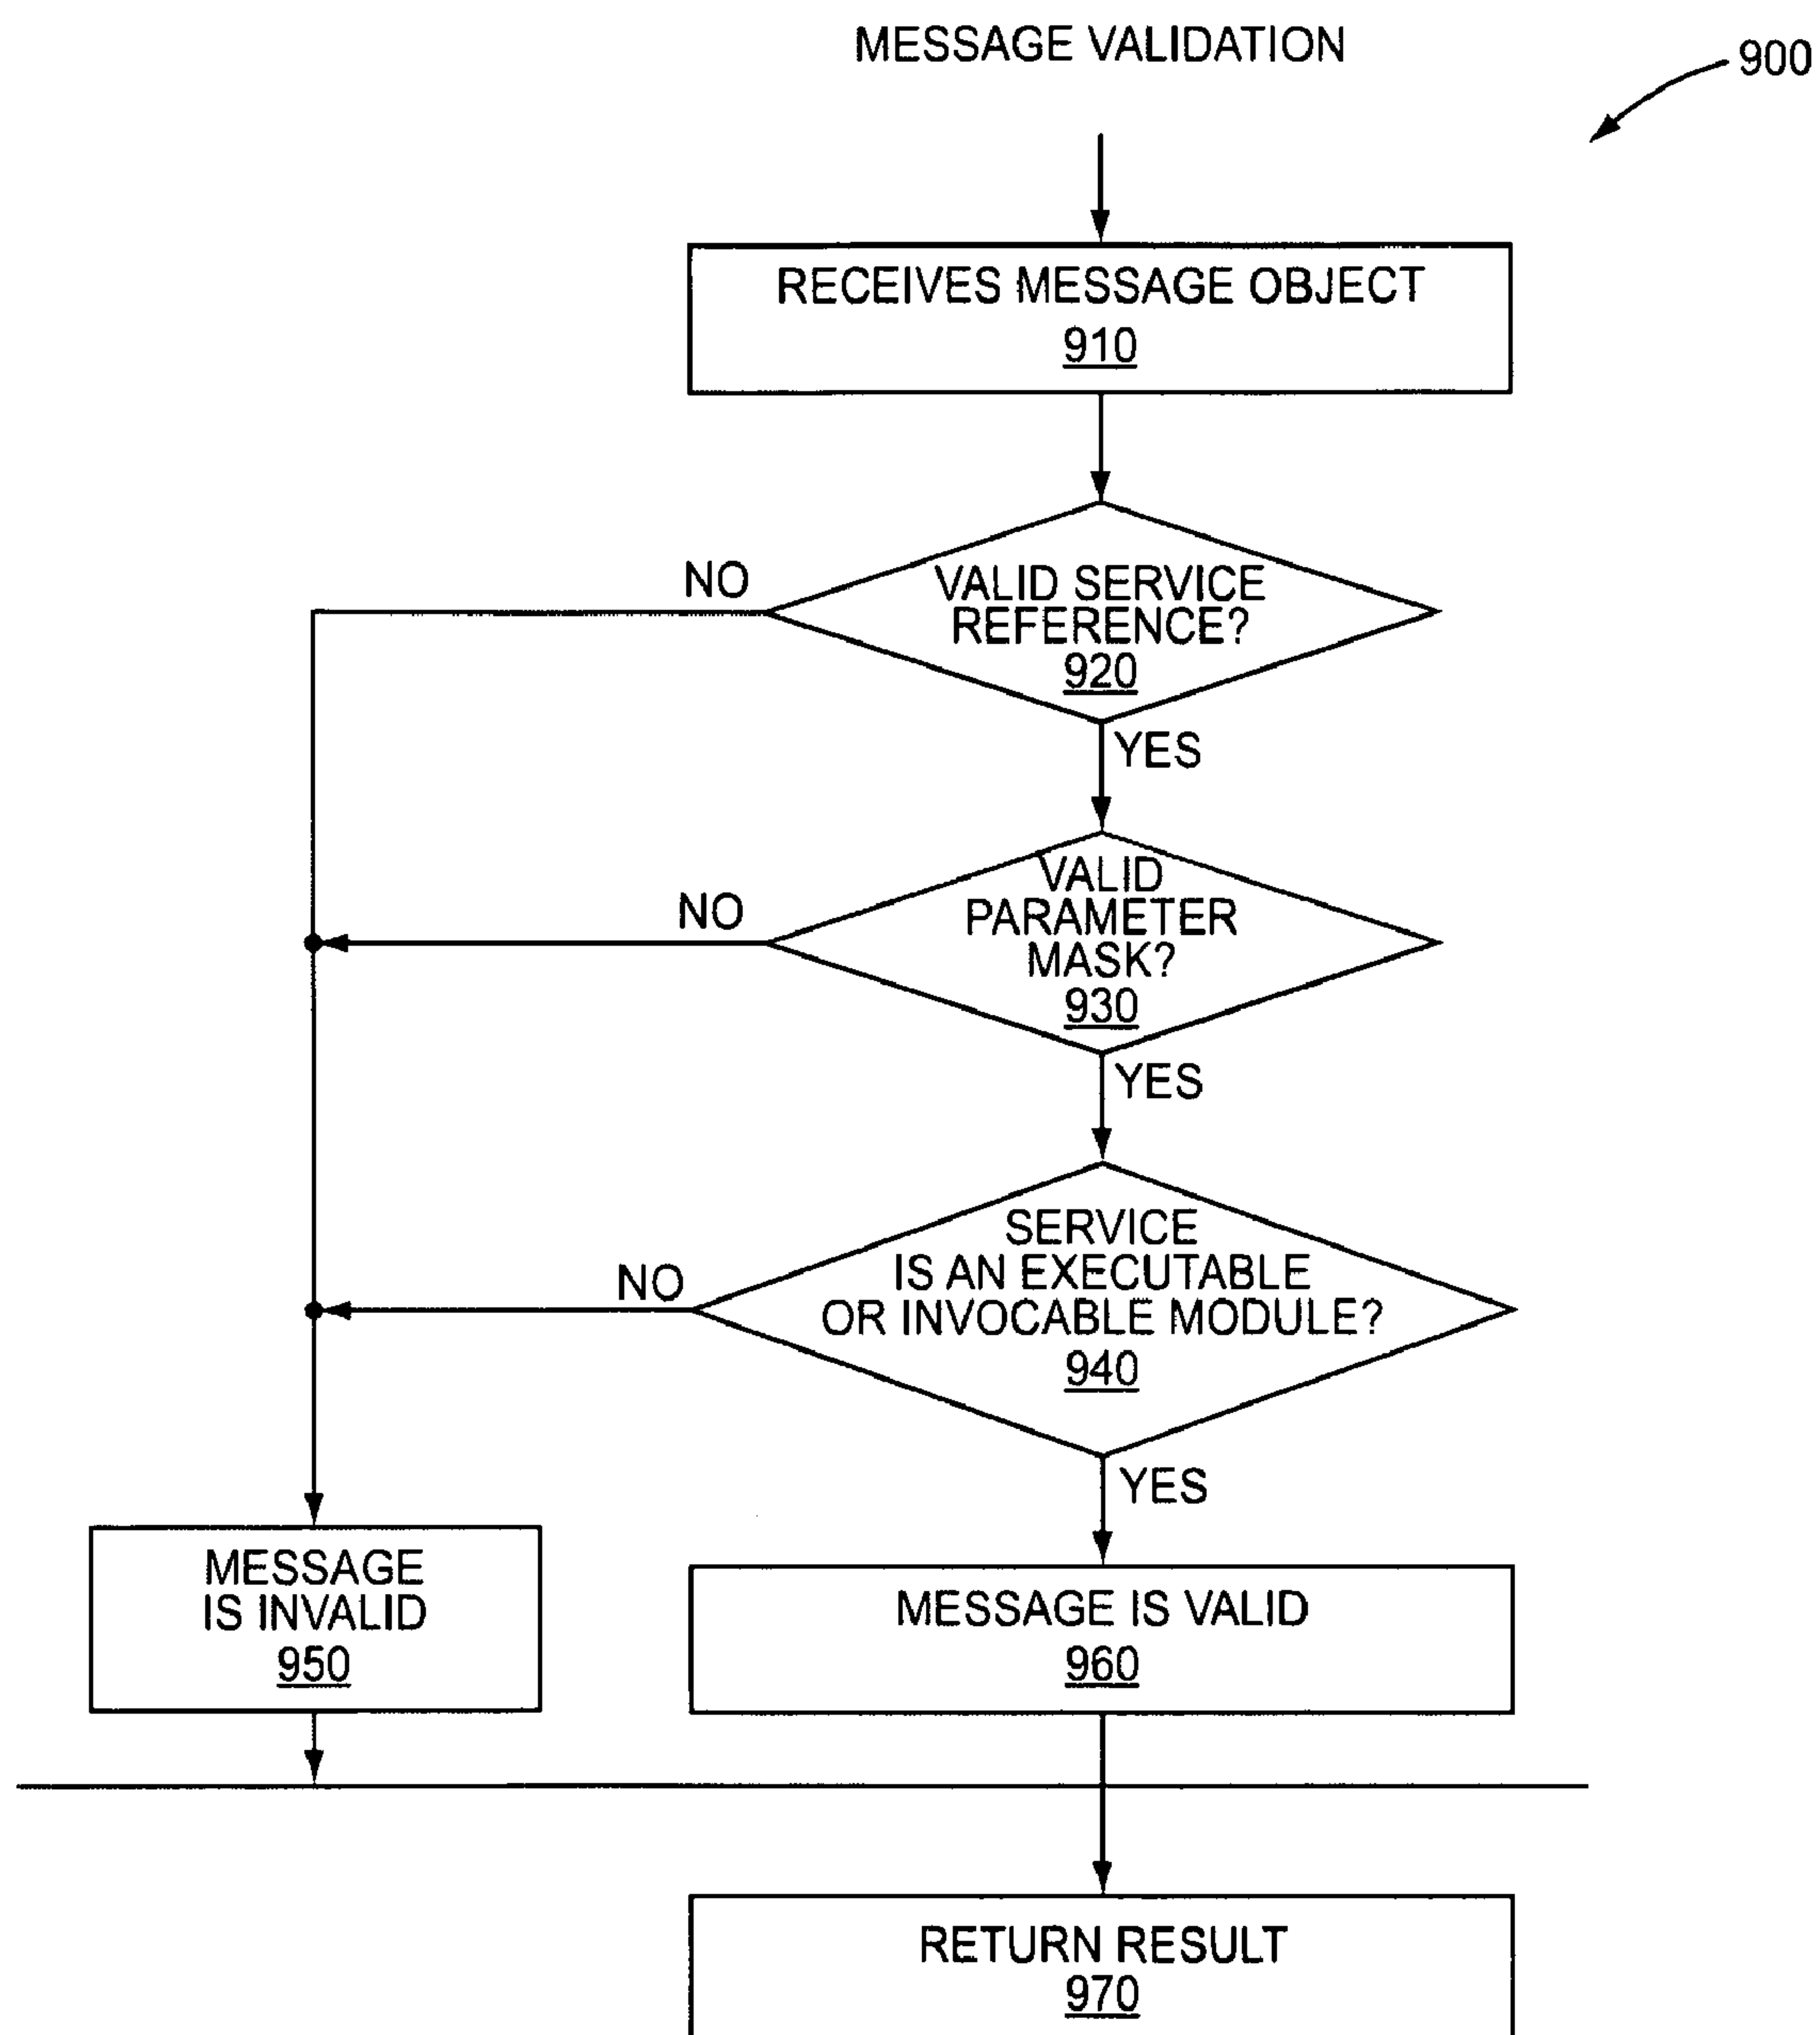 MESSAGE VALIDATION
900
RECEIVES MESSAGE OBJECT
910
NO
VALID SERVICE
REFERENCE?
920
YES
NO
VALID
PARAMETER
MASK?
930
YES
NO
SERVICE
IS AN EXECUTABLE
OR INVOCABLE MODULE?
940
YES
MESSAGE
IS INVALID
950
MESSAGE IS VALID
960
RETURN RESULT
970